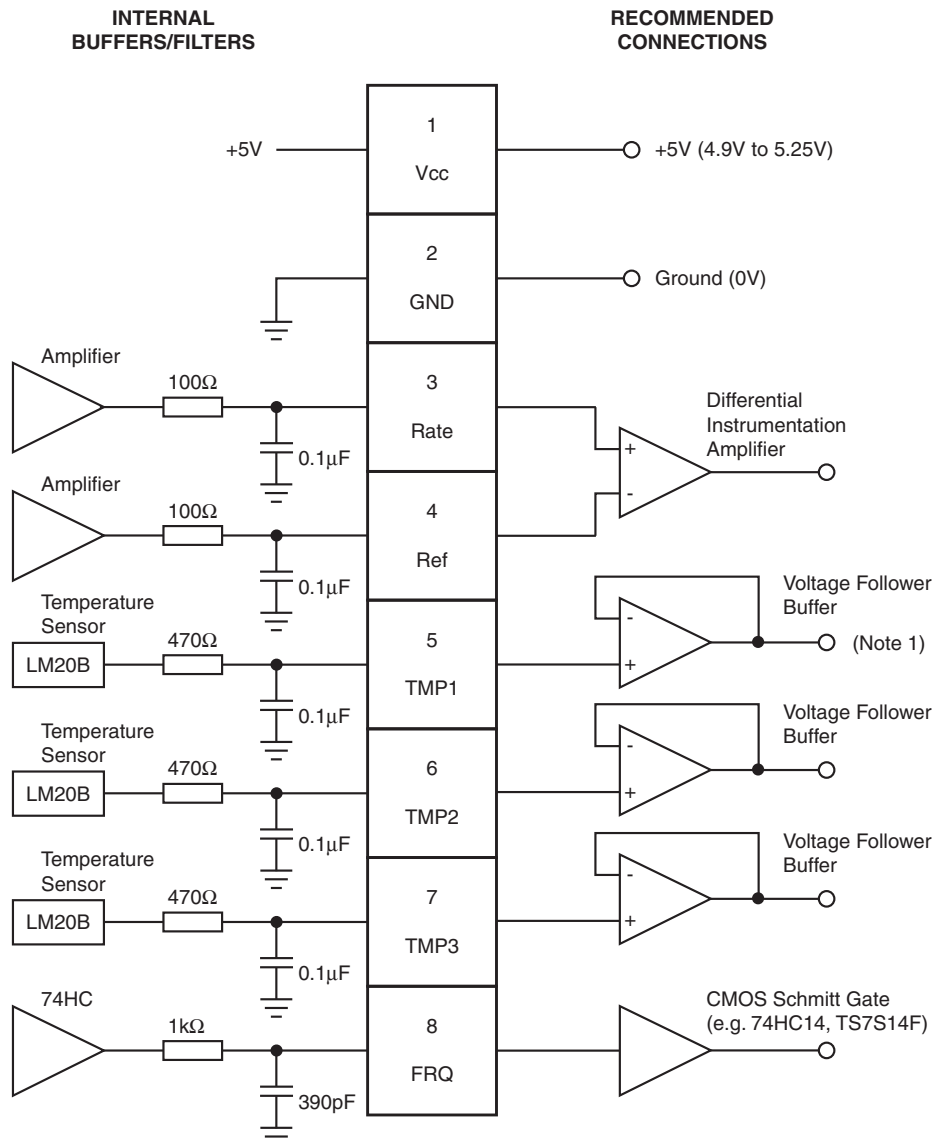 INTERNAL
BUFFERS/FILTERS
RECOMMENDED
CONNECTIONS
+5V
1
Vcc
+5V (4.9V to 5.25V)
2
GND
Ground (0V)
Amplifier
100Ω
0.1μF
3
Rate
+
-
Differential
Instrumentation
Amplifier
Amplifier
100Ω
0.1μF
4
Ref
Temperature
Sensor
LM20B
470Ω
0.1μF
5
TMP1
-
+
Voltage Follower
Buffer
(Note 1)
Temperature
Sensor
LM20B
470Ω
0.1μF
6
TMP2
-
+
Voltage Follower
Buffer
Temperature
Sensor
LM20B
470Ω
0.1μF
7
TMP3
-
+
Voltage Follower
Buffer
74HC
1kΩ
390pF
8
FRQ
CMOS Schmitt Gate
(e.g. 74HC14, TS7S14F)